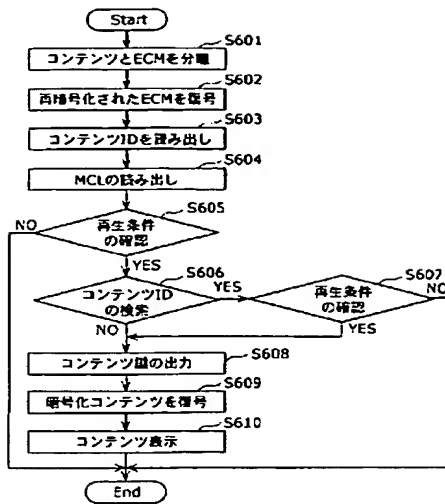 Start
S601
コンテンツとECMを分離
S602
再暗号化されたECMを復号
S603
コンテンツIDを読み出し
S604
MCLの読み出し
S605
NO
再生条件
の確認
YES
S606
コンテンツID
の検索
YES
S607
再生条件
の確認
NO
NO
YES
S608
コンテンツ鍵の出力
S609
暗号化コンテンツを復号
S610
コンテンツ表示
End